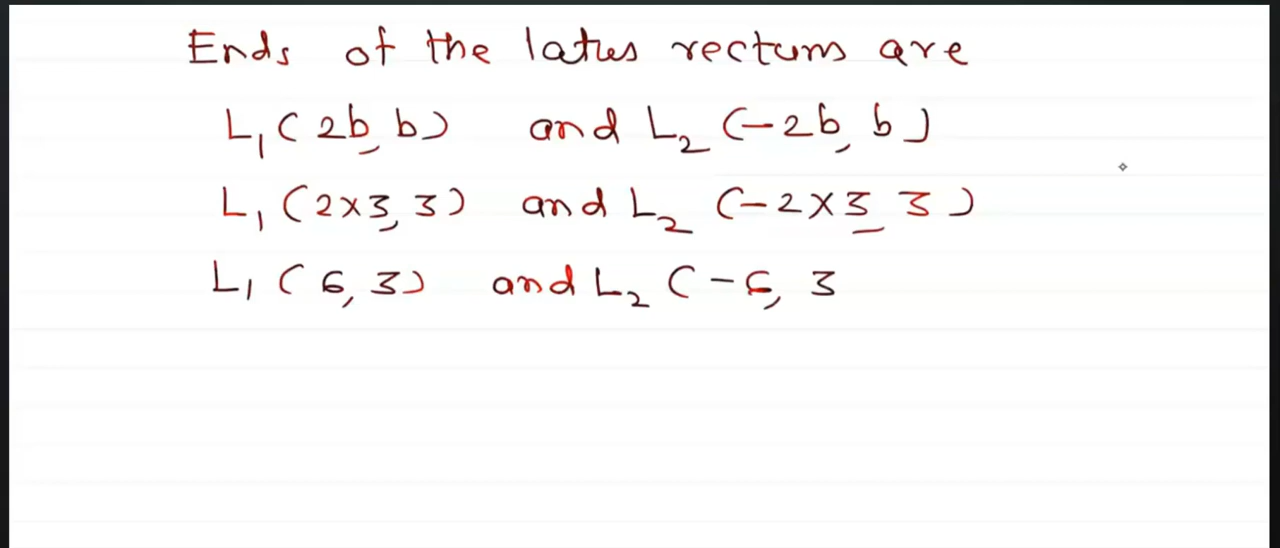 Ends of the latus rectum are
L₁ (2b, b) and L₂ (-2b, b)
L₁ (2×3, 3) and L₂ (-2×3, 3)
L₁ (6, 3) and L₂ (-6, 3